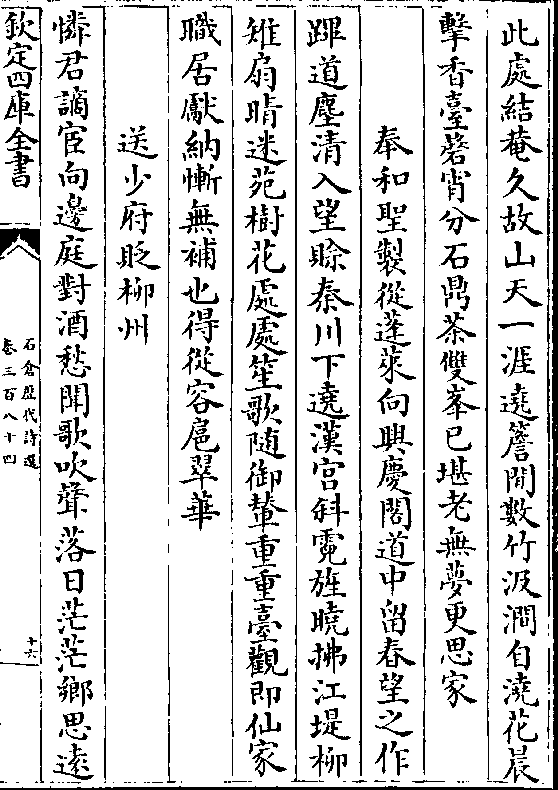 此處結菴久故山天一涯遶簷閒數竹汲澗自澆花晨
擊香臺磬宵分石鼎茶雙峯已堪老無夢更思家
奉和聖製從蓬萊向興慶閣道中留春望之作
蹕道塵清入望賒秦川下遶漢宮斜霓旌曉拂江堤柳
雉扇晴迷苑樹花處處笙歌随御輦重重臺觀即仙家
職居獻納慚無補也得從容扈翠華
送少府貶柳州
憐君謫宦向邊庭對酒愁聞歌吹聲落日茫茫鄉思遠
欽定四庫全書
石倉歷代詩選
卷三百八十四
十六